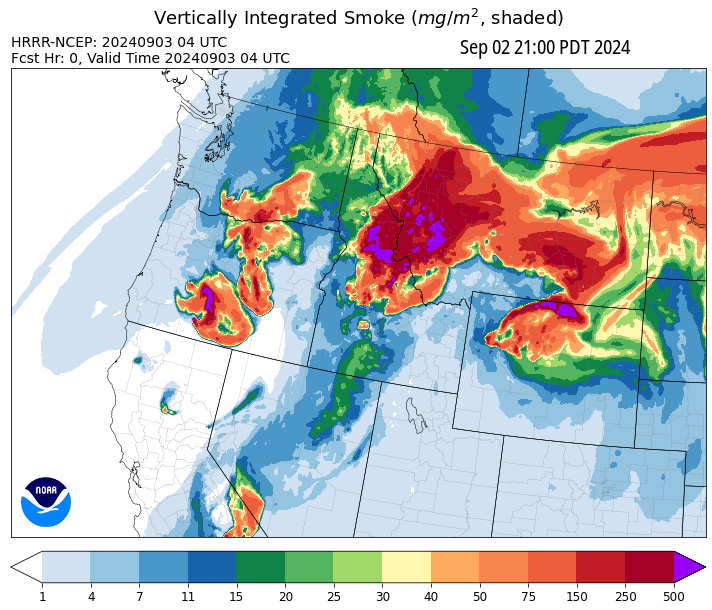 Vertically Integrated Smoke (mg/m², shaded)
HRRR-NCEP: 20240903 04 UTC
Fcst Hr: 0, Valid Time 20240903 04 UTC
Sep 02 21:00 PDT 2024
NOAA
1 4 7 11 15 20 25 30 40 50 75 150 250 500